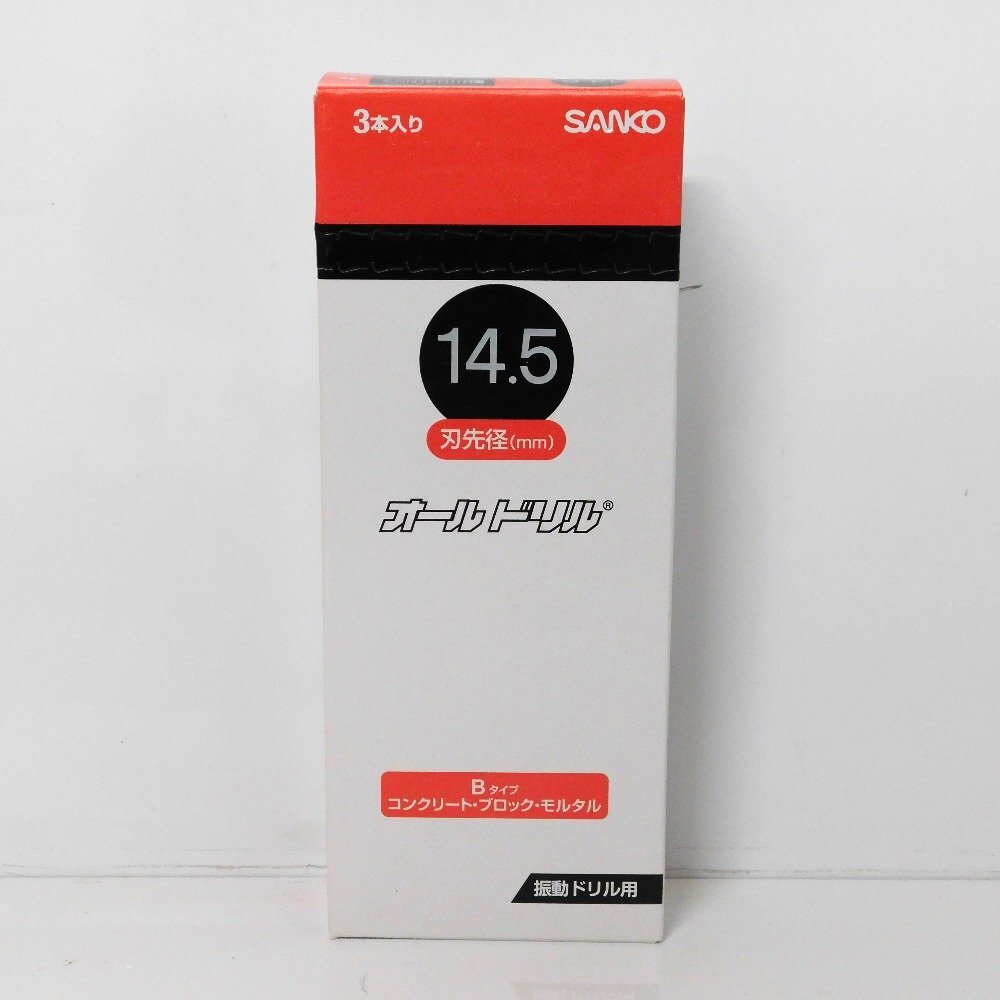 3本入り SANKO
14.5
刃先径(mm)
オールドリル®
Bタイプ
コンクリート・ブロック・モルタル
振動ドリル用